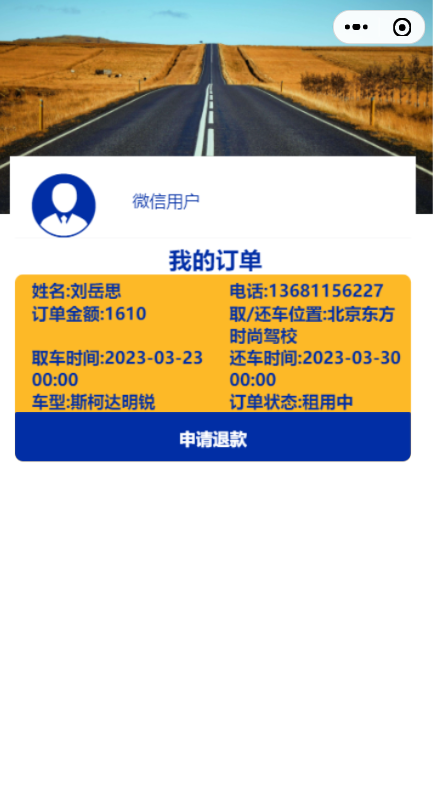 微信用户
我的订单
姓名:刘岳思
电话:13681156227
订单金额:1610
取/还车位置:北京东方
时尚驾校
取车时间:2023-03-23
00:00
还车时间:2023-03-30
00:00
车型:斯柯达明锐
订单状态:租用中
申请退款